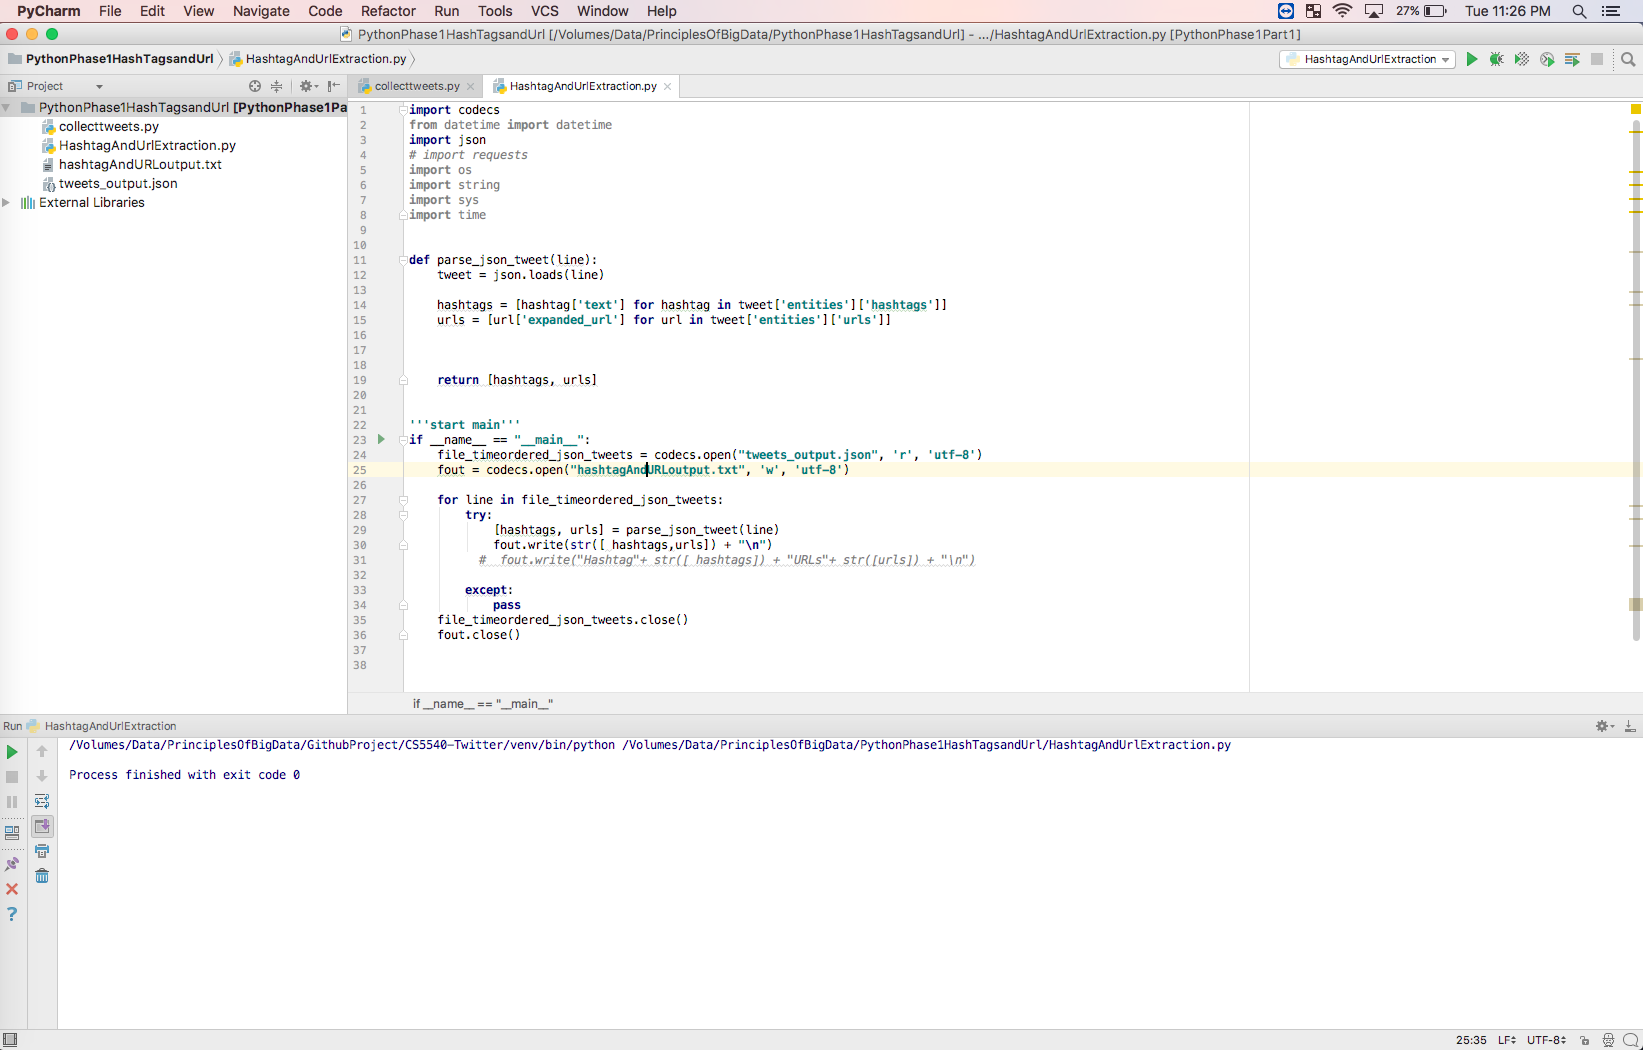 PyCharm File Edit View Navigate Code Refactor Run Tools VCS Window Help 27% Tue 11:26 PM
PythonPhase1HashTagsandUrl [/Volumes/Data/PrinciplesOfBigData/PythonPhase1HashTagsandUrl] - .../HashtagAndUrlExtraction.py [PythonPhase1Part1]
PythonPhase1HashTagsandUrl HashtagAndUrlExtraction.py HashtagAndUrlExtraction
Project collecttweets.py HashtagAndUrlExtraction.py
PythonPhase1HashTagsandUrl [PythonPhase1Pa
collecttweets.py
HashtagAndUrlExtraction.py
hashtagAndURLoutput.txt
tweets_output.json
External Libraries
1 import codecs
2 from datetime import datetime
3 import json
4 # import requests
5 import os
6 import string
7 import sys
8 import time
9
10
11 def parse_json_tweet(line):
12 tweet = json.loads(line)
13
14 hashtags = [hashtag['text'] for hashtag in tweet['entities']['hashtags']]
15 urls = [url['expanded_url'] for url in tweet['entities']['urls']]
16
17
18
19 return [hashtags, urls]
20
21
22 '''start main'''
23 if __name__ == "__main__":
24 file_timeordered_json_tweets = codecs.open("tweets_output.json", 'r', 'utf-8')
25 fout = codecs.open("hashtagAndURLoutput.txt", 'w', 'utf-8')
26
27 for line in file_timeordered_json_tweets:
28 try:
29 [hashtags, urls] = parse_json_tweet(line)
30 fout.write(str([ hashtags,urls]) + "\n")
31 #  fout.write("Hashtag"+ str([ hashtags]) + "URLs"+ str([urls]) + "\n")
32
33 except:
34 pass
35 file_timeordered_json_tweets.close()
36 fout.close()
37
38
if __name__ == "__main__"
Run HashtagAndUrlExtraction
/Volumes/Data/PrinciplesOfBigData/GithubProject/CS5540-Twitter/venv/bin/python /Volumes/Data/PrinciplesOfBigData/PythonPhase1HashTagsandUrl/HashtagAndUrlExtraction.py
Process finished with exit code 0
25:35 LF UTF-8